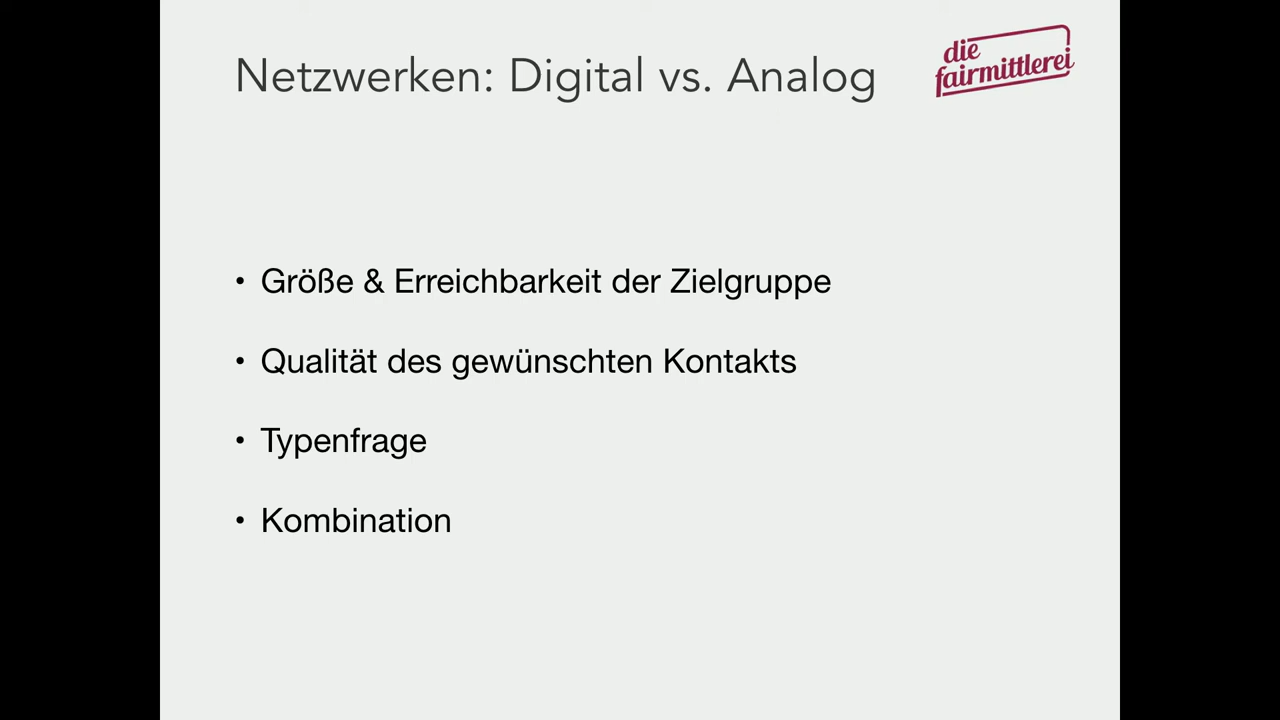 Netzwerken: Digital vs. Analog
die
fairmittlerei
• Größe & Erreichbarkeit der Zielgruppe
• Qualität des gewünschten Kontakts
• Typenfrage
• Kombination